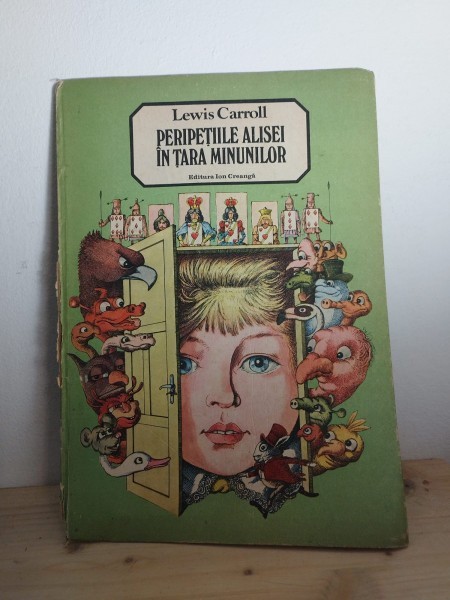 Lewis Carroll
PERIPEȚIILE ALISEI
ÎN ȚARA MINUNILOR
Editura Ion Creangă